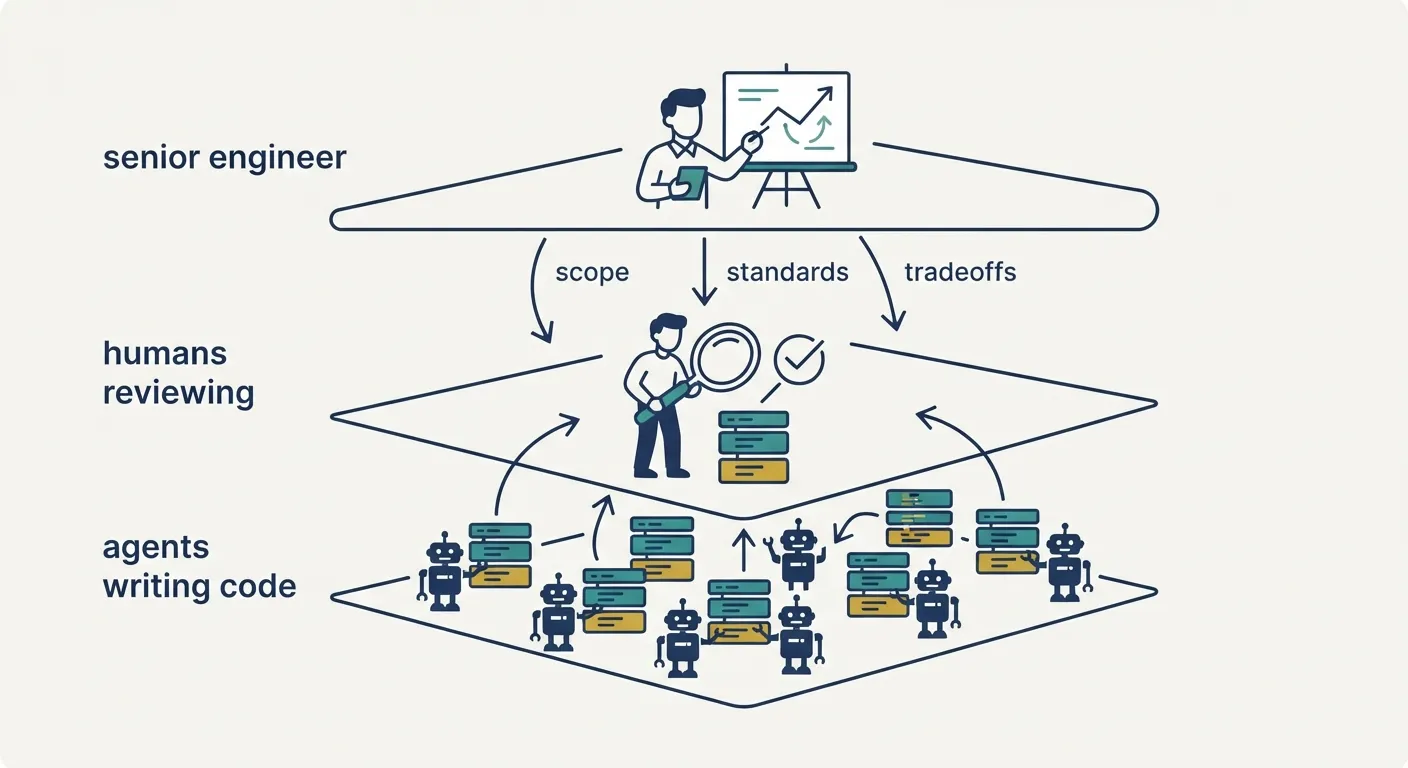 senior engineer
scope
standards
tradeoffs
humans
reviewing
agents
writing code